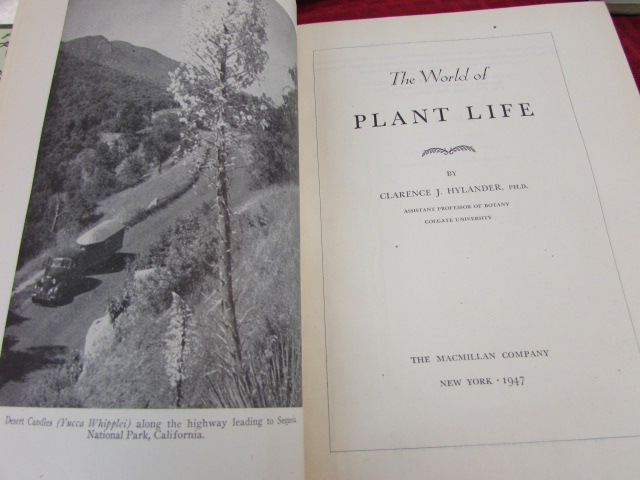 Desert Candles (Yucca Whipplei) along the highway leading to Sequoia
National Park, California.
The World of
PLANT LIFE
BY
CLARENCE J. HYLANDER, PH.D.
ASSISTANT PROFESSOR OF BOTANY
COLGATE UNIVERSITY
THE MACMILLAN COMPANY
NEW YORK · 1947